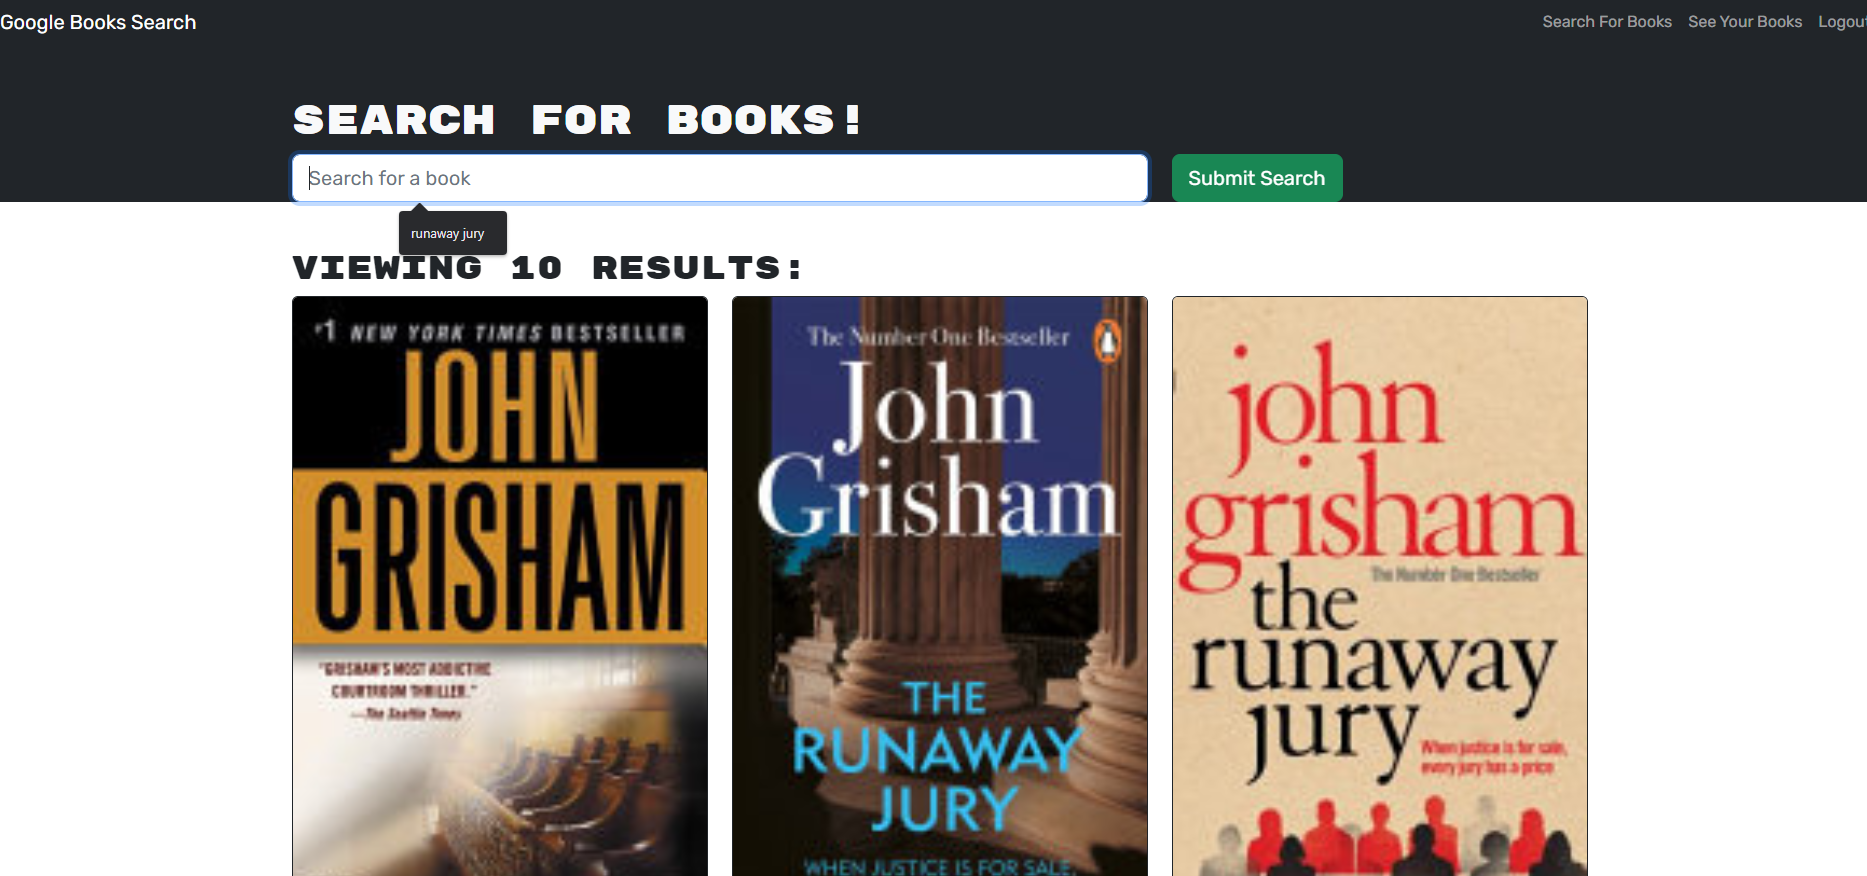 Google Books Search
Search For Books
See Your Books
Logout
SEARCH FOR BOOKS!
Search for a book
Submit Search
runaway jury
VIEWING 10 RESULTS:
#1 NEW YORK TIMES BESTSELLER
JOHN
GRISHAM
"GRISHAM'S MOST ADDICTIVE
COURTROOM THRILLER."
—The Seattle Times
The Number One Bestseller
John
Grisham
THE
RUNAWAY
JURY
WHEN JUSTICE IS FOR SALE,
john
grisham
The Number One Bestseller
the
runaway
jury
When justice is for sale,
every jury has a price